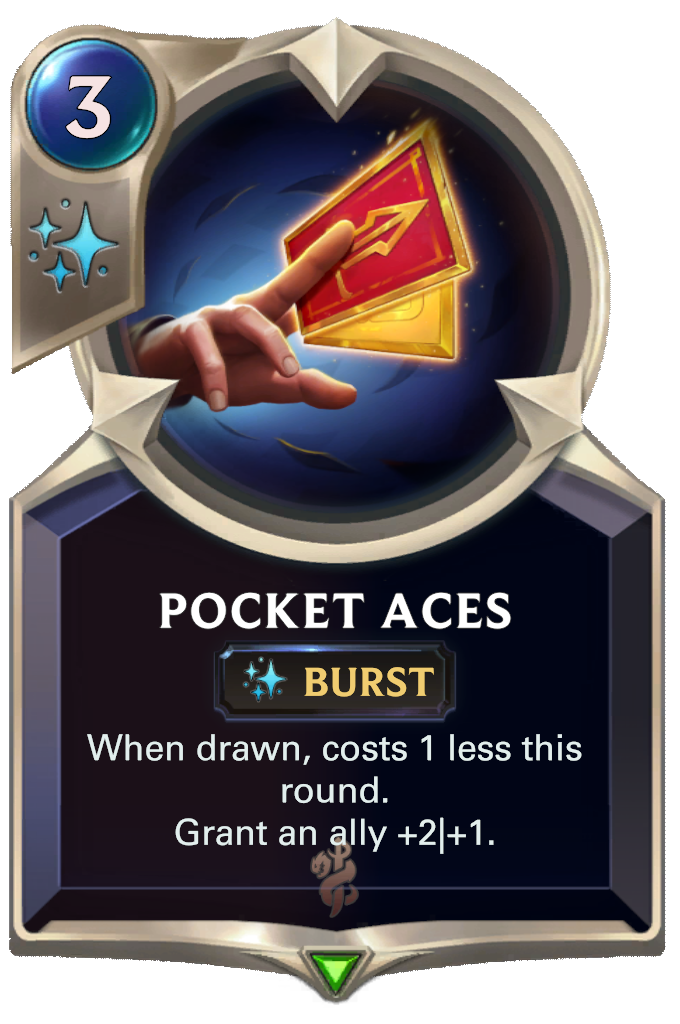 3
POCKET ACES
BURST
When drawn, costs 1 less this
round.
Grant an ally +2|+1.